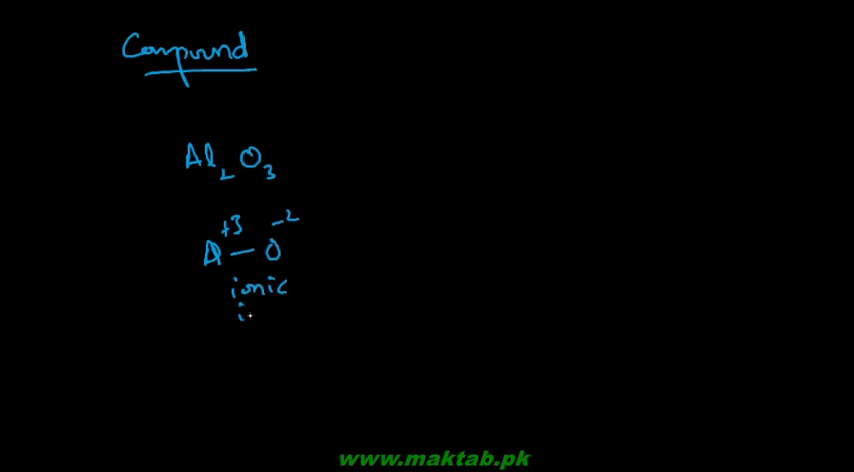 Compound
Al₂O₃
+3 -2
Al — O
ionic
i
www.maktab.pk